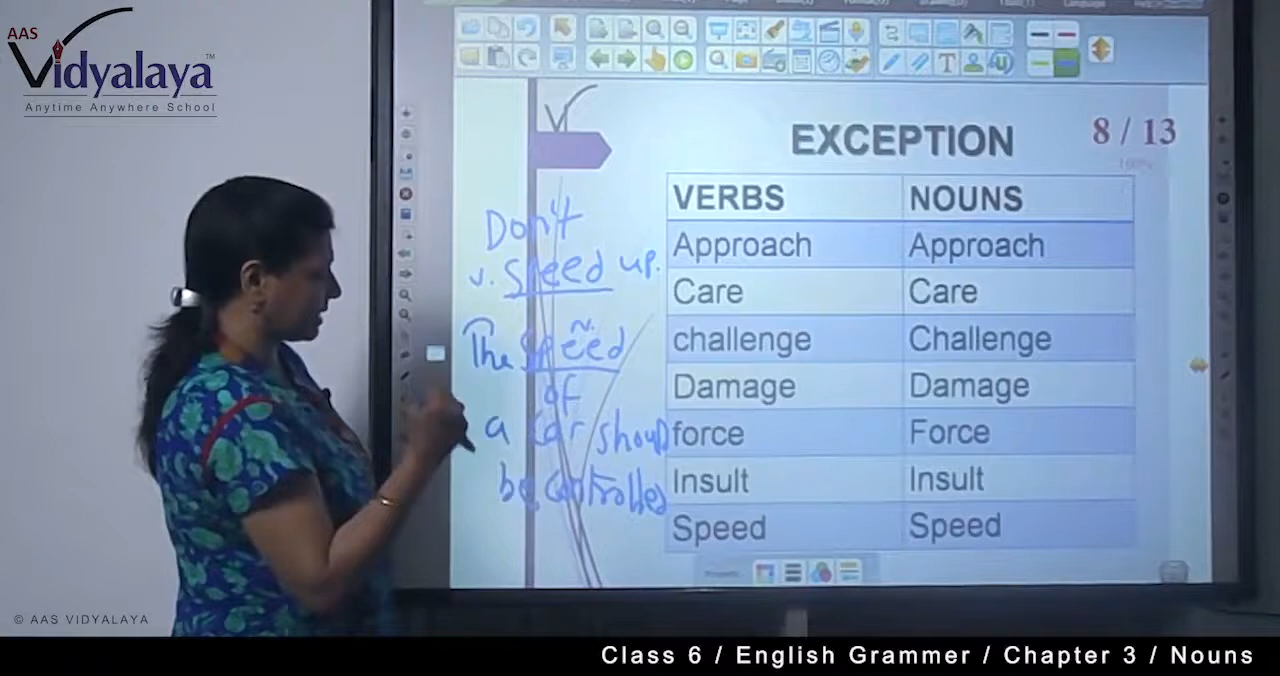 AAS
Vidyalaya™
Anytime Anywhere School
EXCEPTION
8 / 13
100%
VERBS NOUNS
Approach Approach
Care Care
challenge Challenge
Damage Damage
force Force
Insult Insult
Speed Speed
Don't
v. speed up.
The speed
n.
of
a car should
be controlled
© AAS VIDYALAYA
Class 6 / English Grammer / Chapter 3 / Nouns